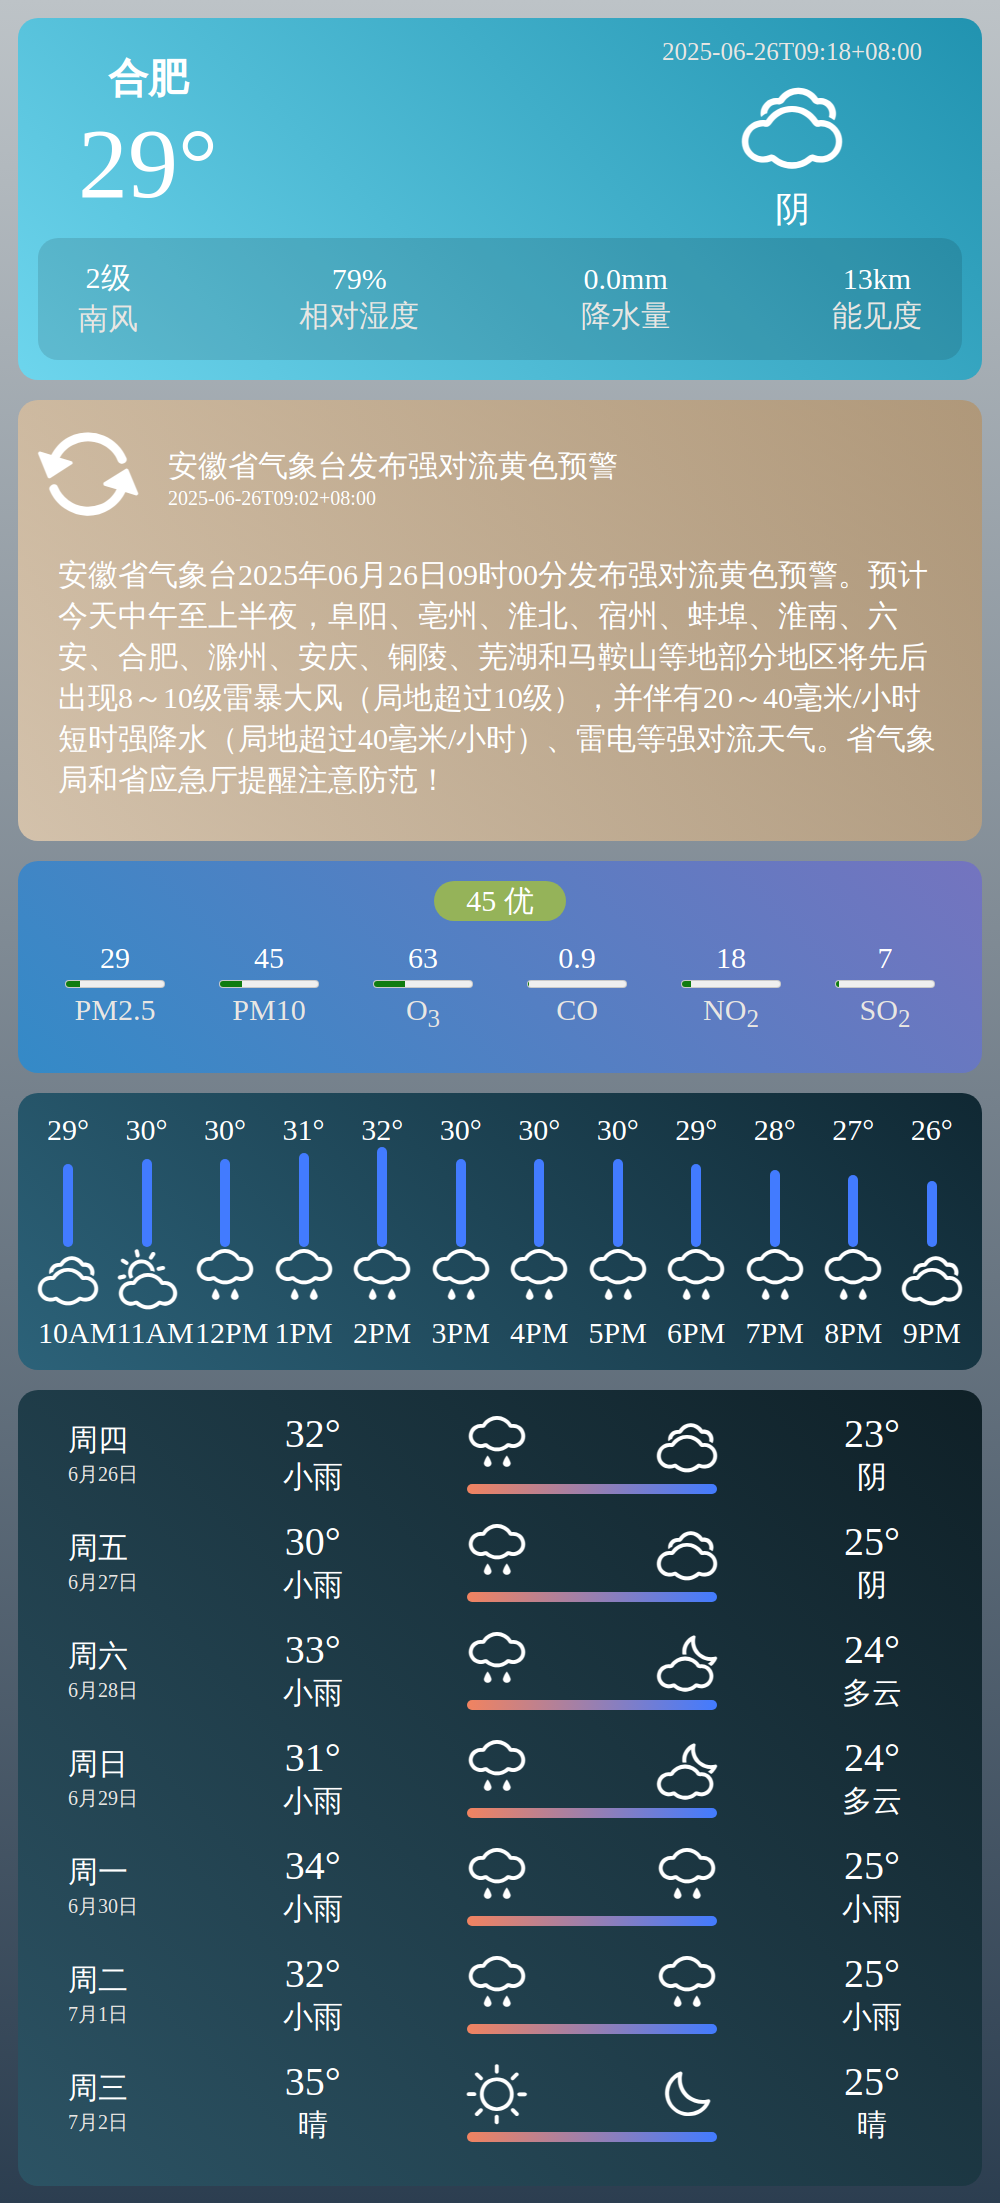 合肥
2025-06-26T09:18+08:00
29°
阴
2级
南风
79%
相对湿度
0.0mm
降水量
13km
能见度
安徽省气象台发布强对流黄色预警
2025-06-26T09:02+08:00
安徽省气象台2025年06月26日09时00分发布强对流黄色预警。预计
今天中午至上半夜，阜阳、亳州、淮北、宿州、蚌埠、淮南、六
安、合肥、滁州、安庆、铜陵、芜湖和马鞍山等地部分地区将先后
出现8～10级雷暴大风（局地超过10级），并伴有20～40毫米/小时
短时强降水（局地超过40毫米/小时）、雷电等强对流天气。省气象
局和省应急厅提醒注意防范！
45 优
29 45 63 0.9 18 7
PM2.5 PM10 O3 CO NO2 SO2
29° 30° 30° 31° 32° 30° 30° 30° 29° 28° 27° 26°
10AM 11AM 12PM 1PM 2PM 3PM 4PM 5PM 6PM 7PM 8PM 9PM
周四
6月26日
32°
小雨
23°
阴
周五
6月27日
30°
小雨
25°
阴
周六
6月28日
33°
小雨
24°
多云
周日
6月29日
31°
小雨
24°
多云
周一
6月30日
34°
小雨
25°
小雨
周二
7月1日
32°
小雨
25°
小雨
周三
7月2日
35°
晴
25°
晴